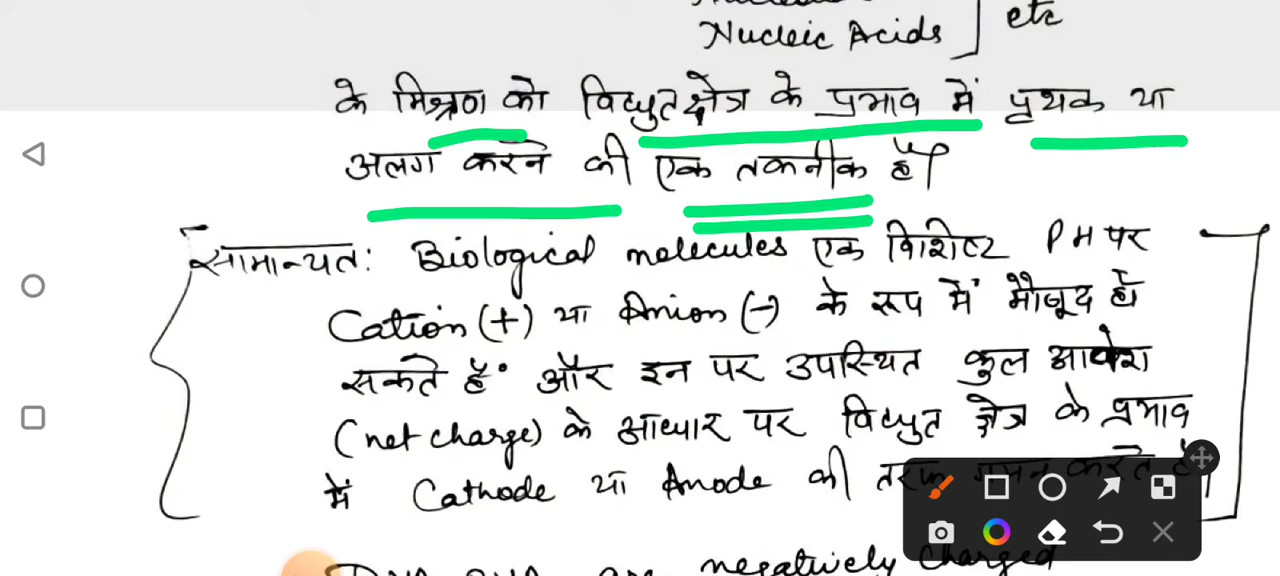 Nucleic Acids ] etc
के मिश्रण को विद्युतक्षेत्र के प्रभाव में पृथक या
अलग करने की एक तकनीक है।
सामान्यत: Biological molecules एक विशिष्ट PH पर
Cation (+) या Anion (-) के रूप में मौजूद हो
सकते हैं और इन पर उपस्थित कुल आवेश
(net charge) के आधार पर विद्युत क्षेत्र के प्रभाव
में Cathode या Anode की
negatively charged